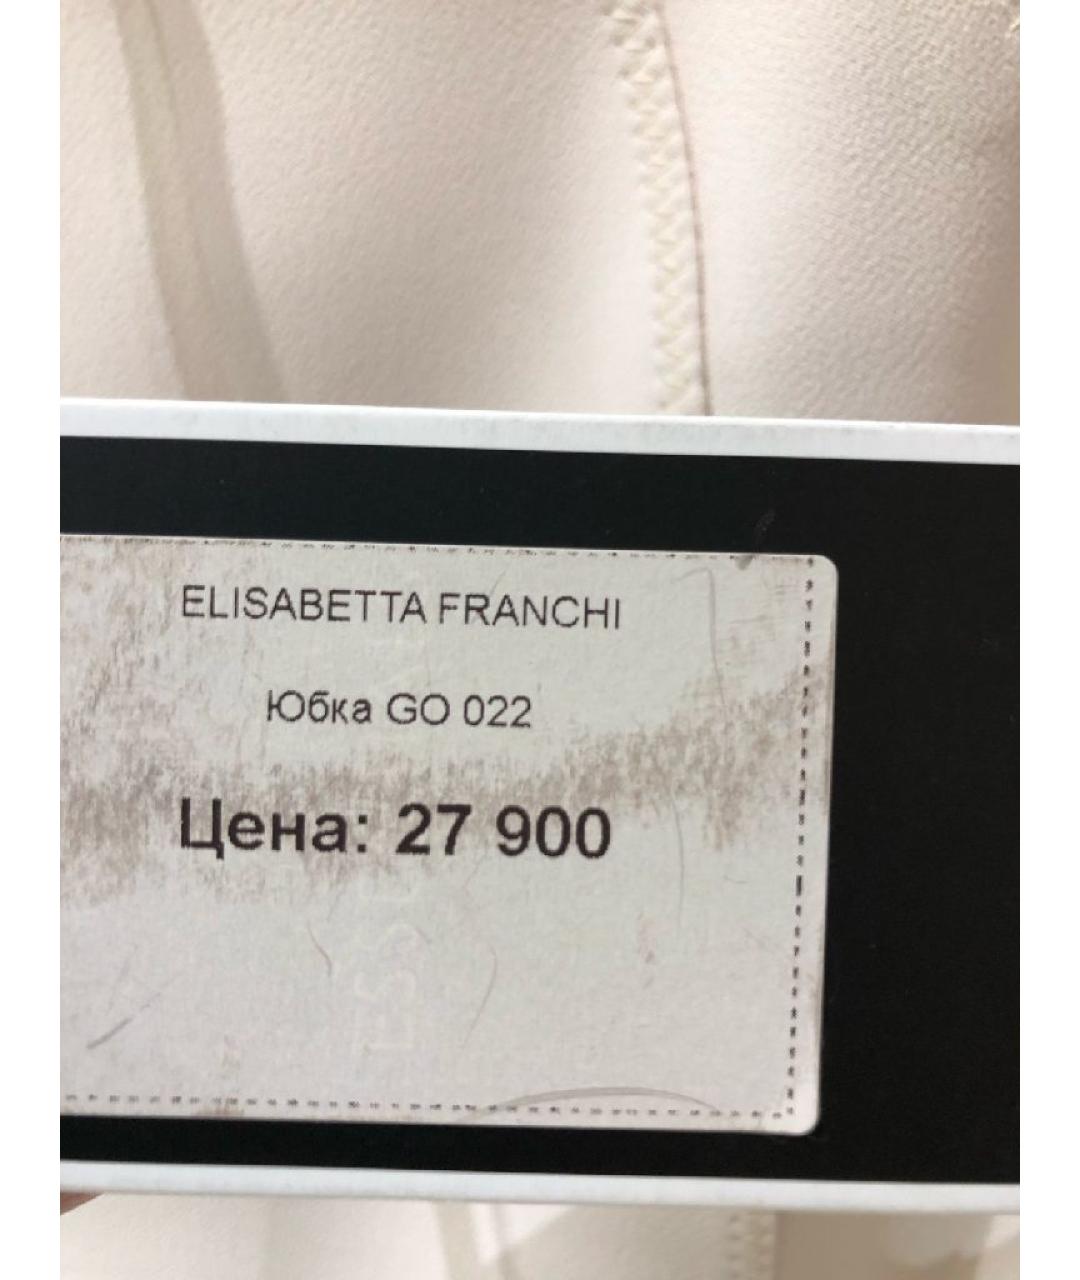 ELISABETTA FRANCHI
Юбка GO 022
Цена: 27 900